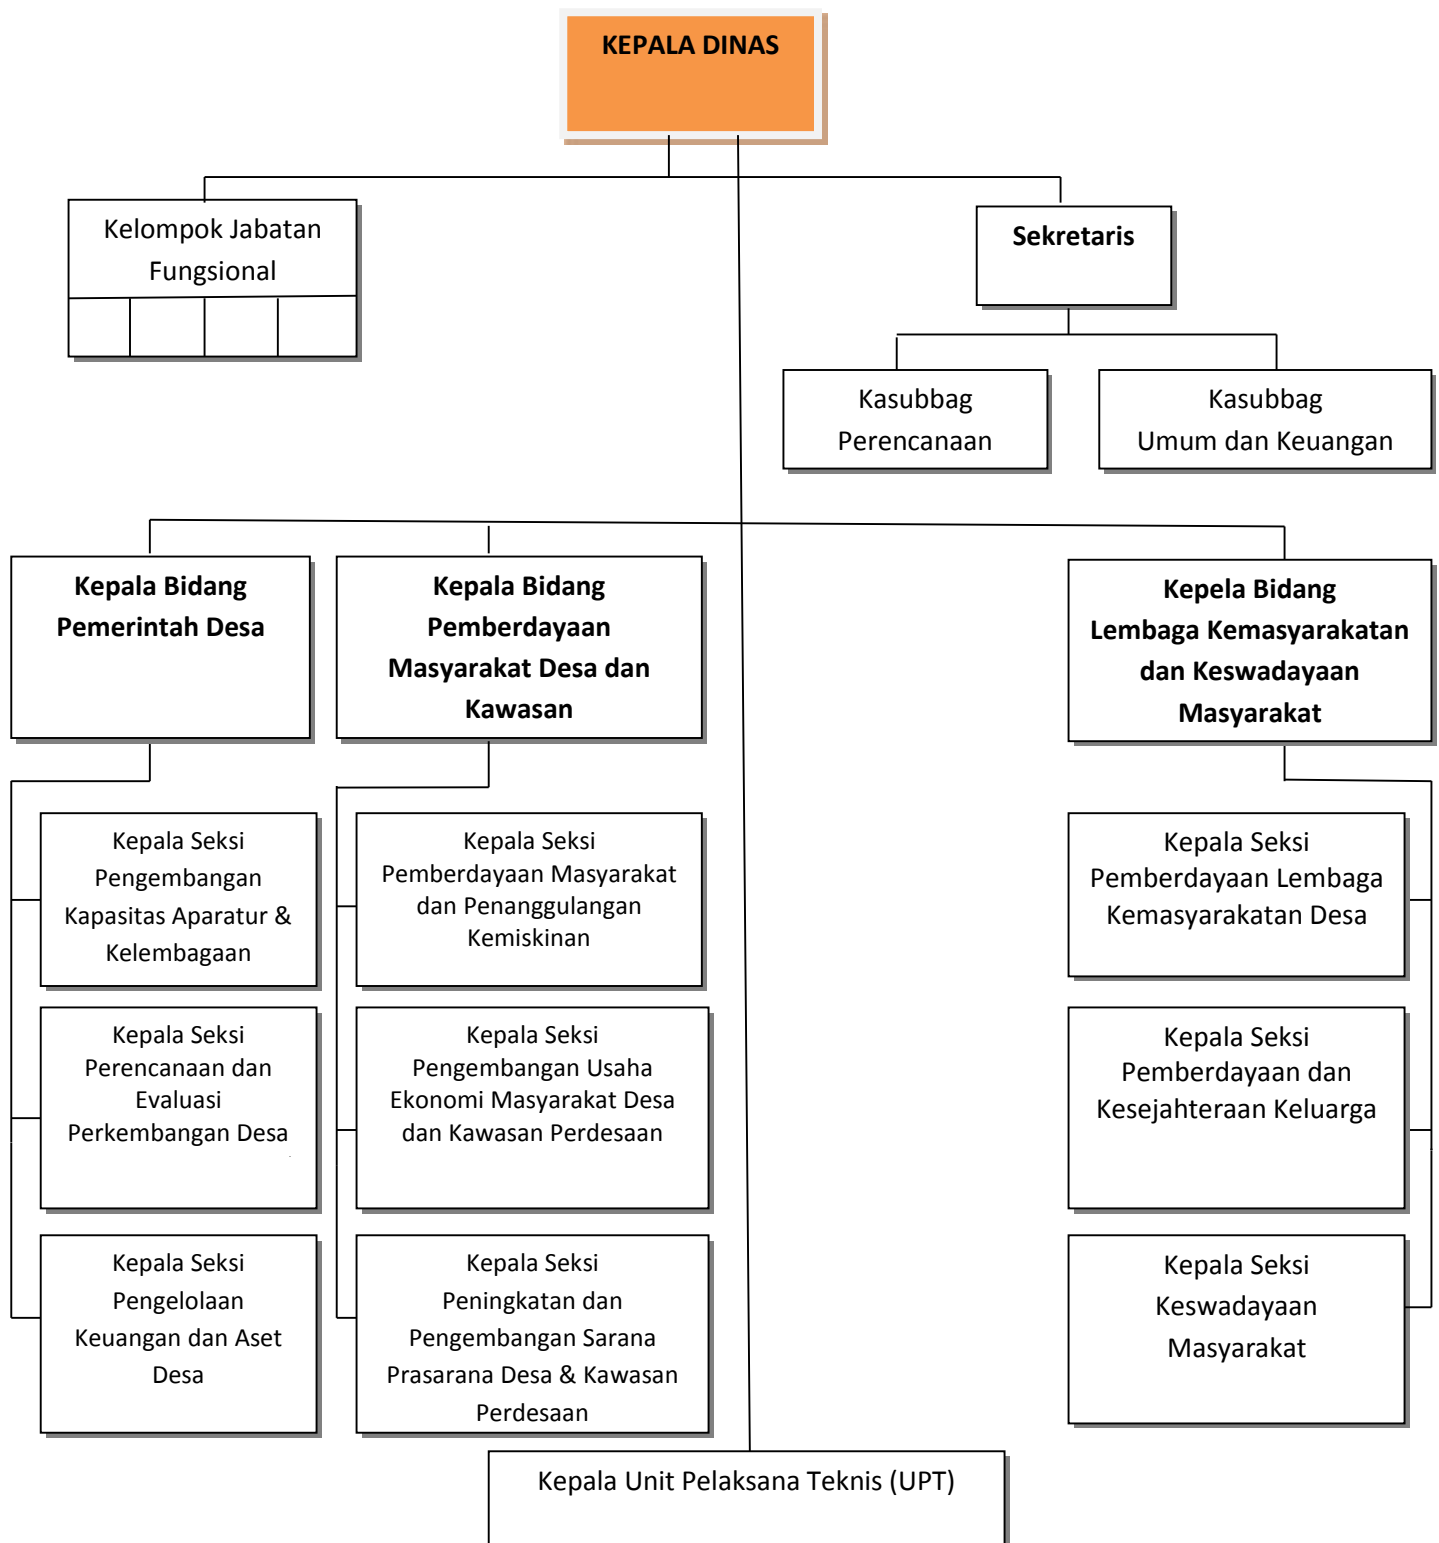 KEPALA DINAS
Kelompok Jabatan
Fungsional
Sekretaris
Kasubbag
Perencanaan
Kasubbag
Umum dan Keuangan
Kepala Bidang
Pemerintah Desa
Kepala Bidang
Pemberdayaan
Masyarakat Desa dan
Kawasan
Kepela Bidang
Lembaga Kemasyarakatan
dan Keswadayaan
Masyarakat
Kepala Seksi
Pengembangan
Kapasitas Aparatur &
Kelembagaan
Kepala Seksi
Pemberdayaan Masyarakat
dan Penanggulangan
Kemiskinan
Kepala Seksi
Pemberdayaan Lembaga
Kemasyarakatan Desa
Kepala Seksi
Perencanaan dan
Evaluasi
Perkembangan Desa
Kepala Seksi
Pengembangan Usaha
Ekonomi Masyarakat Desa
dan Kawasan Perdesaan
Kepala Seksi
Pemberdayaan dan
Kesejahteraan Keluarga
Kepala Seksi
Pengelolaan
Keuangan dan Aset
Desa
Kepala Seksi
Peningkatan dan
Pengembangan Sarana
Prasarana Desa & Kawasan
Perdesaan
Kepala Seksi
Keswadayaan
Masyarakat
Kepala Unit Pelaksana Teknis (UPT)